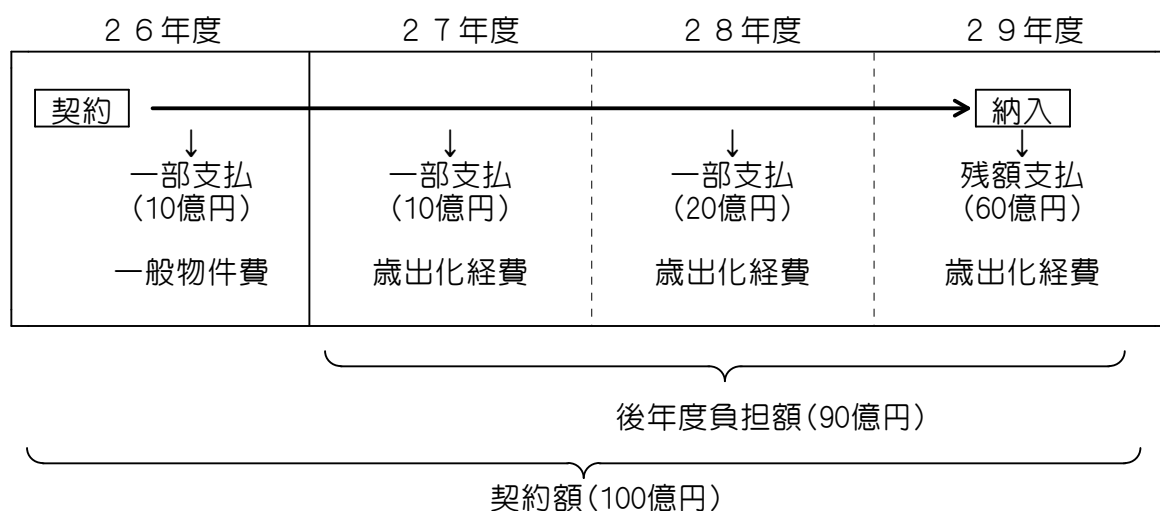 ２６年度 ２７年度 ２８年度 ２９年度
契約 納入
↓ ↓ ↓ ↓
一部支払 一部支払 一部支払 残額支払
(10億円) (10億円) (20億円) (60億円)
一般物件費 歳出化経費 歳出化経費 歳出化経費
後年度負担額(90億円)
契約額(100億円)